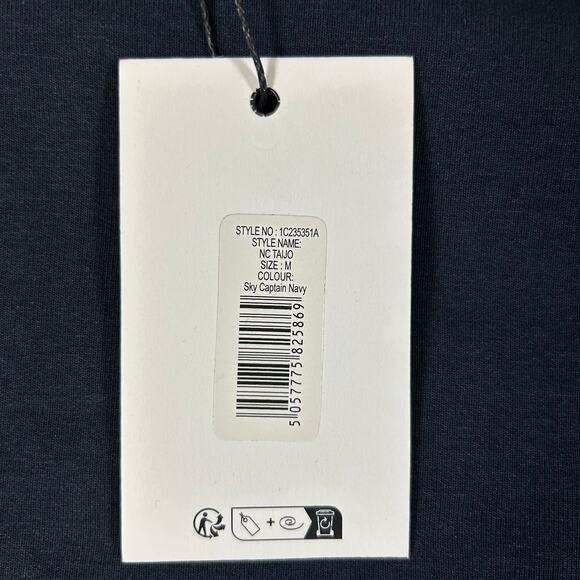 STYLE NO : 1C235351A
STYLE NAME:
NC TAIJO
SIZE : M
COLOUR:
Sky Captain Navy
5 057775 825869
+